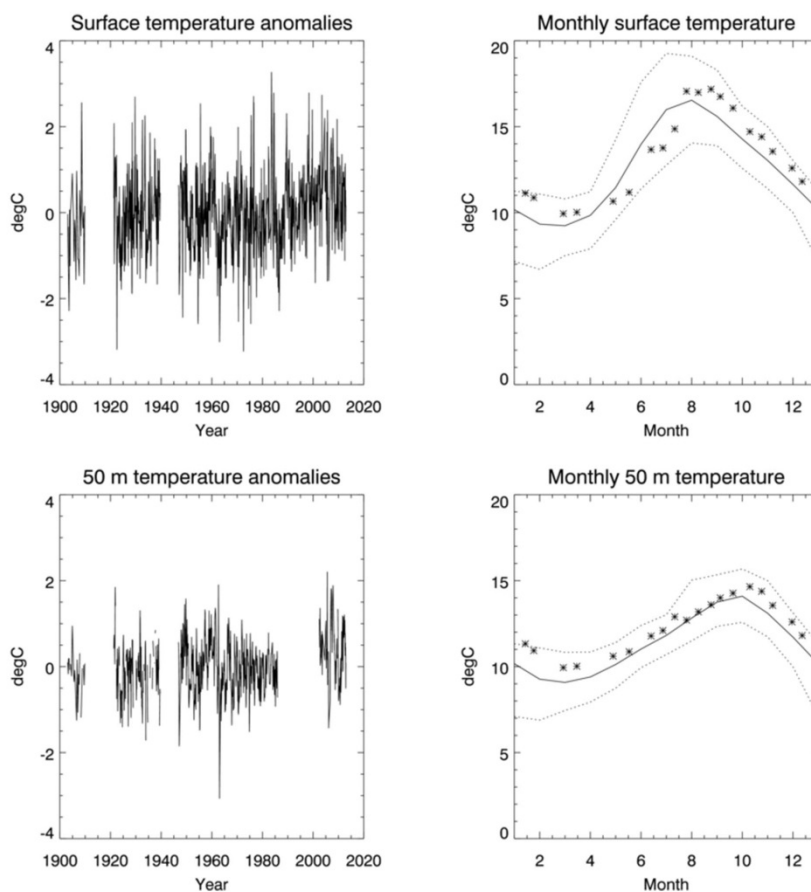 Surface temperature anomalies
4
2
0
-2
-4
degC
1900 1920 1940 1960 1980 2000 2020
Year
Monthly surface temperature
20
15
10
5
0
degC
2 4 6 8 10 12
Month
50 m temperature anomalies
4
2
0
-2
-4
degC
1900 1920 1940 1960 1980 2000 2020
Year
Monthly 50 m temperature
20
15
10
5
0
degC
2 4 6 8 10 12
Month